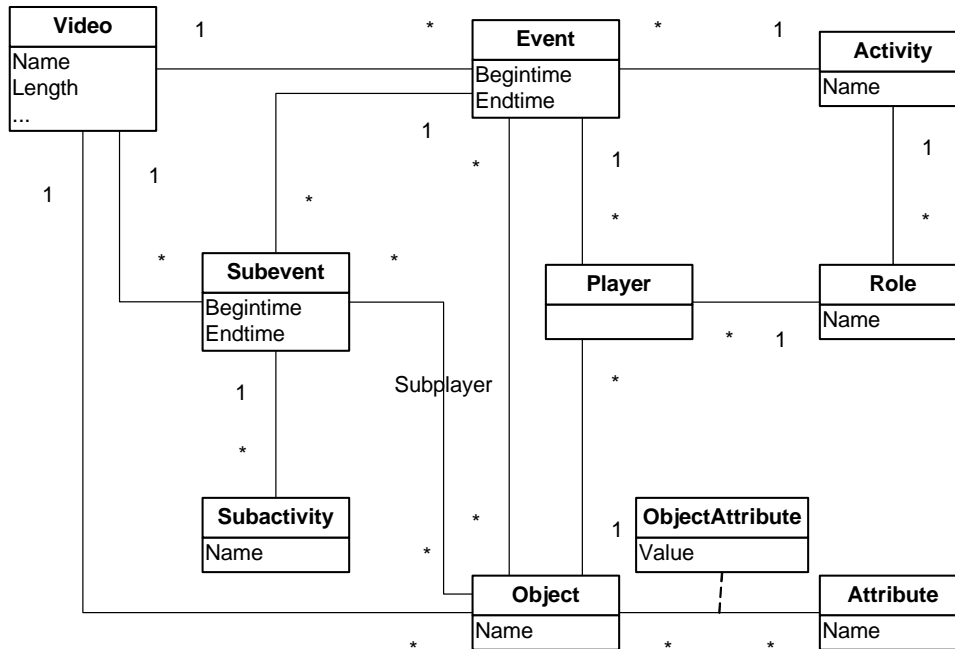 Video
Name
Length
...
1
*
Event
Begintime
Endtime
*
1
Activity
Name
1
1
*
1
1
1
*
*
*
*
Subevent
Begintime
Endtime
*
Player
Role
Name
*
1
Subplayer
1
*
*
Subactivity
Name
*
*
1
ObjectAttribute
Value
Object
Name
Attribute
Name
*
*
*